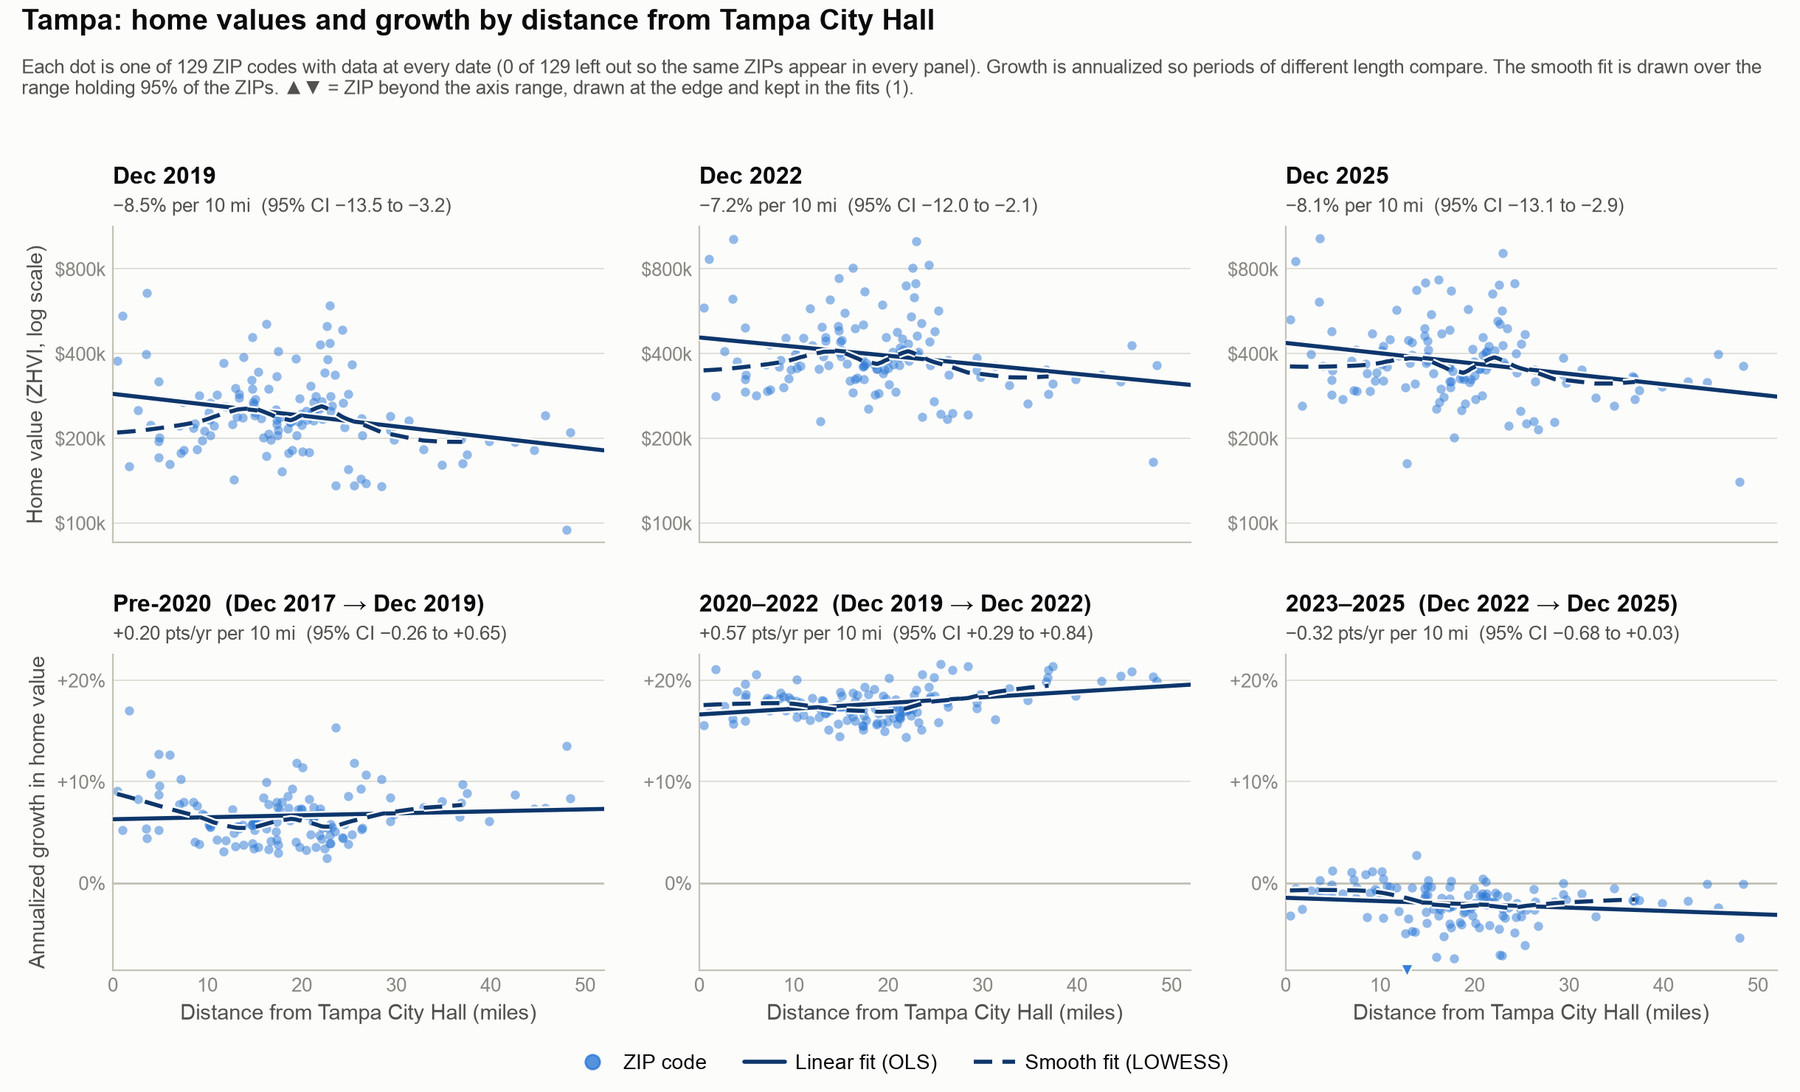 Tampa: home values and growth by distance from Tampa City Hall
Each dot is one of 129 ZIP codes with data at every date (0 of 129 left out so the same ZIPs appear in every panel). Growth is annualized so periods of different length compare. The smooth fit is drawn over the
range holding 95% of the ZIPs. ▲▼ = ZIP beyond the axis range, drawn at the edge and kept in the fits (1).
Dec 2019
−8.5% per 10 mi (95% CI −13.5 to −3.2)
Home value (ZHVI, log scale)
$800k
$400k
$200k
$100k
Dec 2022
−7.2% per 10 mi (95% CI −12.0 to −2.1)
$800k
$400k
$200k
$100k
Dec 2025
−8.1% per 10 mi (95% CI −13.1 to −2.9)
$800k
$400k
$200k
$100k
Pre-2020 (Dec 2017 → Dec 2019)
+0.20 pts/yr per 10 mi (95% CI −0.26 to +0.65)
Annualized growth in home value
+20%
+10%
0%
0 10 20 30 40 50
Distance from Tampa City Hall (miles)
2020–2022 (Dec 2019 → Dec 2022)
+0.57 pts/yr per 10 mi (95% CI +0.29 to +0.84)
+20%
+10%
0%
0 10 20 30 40 50
Distance from Tampa City Hall (miles)
2023–2025 (Dec 2022 → Dec 2025)
−0.32 pts/yr per 10 mi (95% CI −0.68 to +0.03)
+20%
+10%
0%
0 10 20 30 40 50
Distance from Tampa City Hall (miles)
ZIP code Linear fit (OLS) Smooth fit (LOWESS)